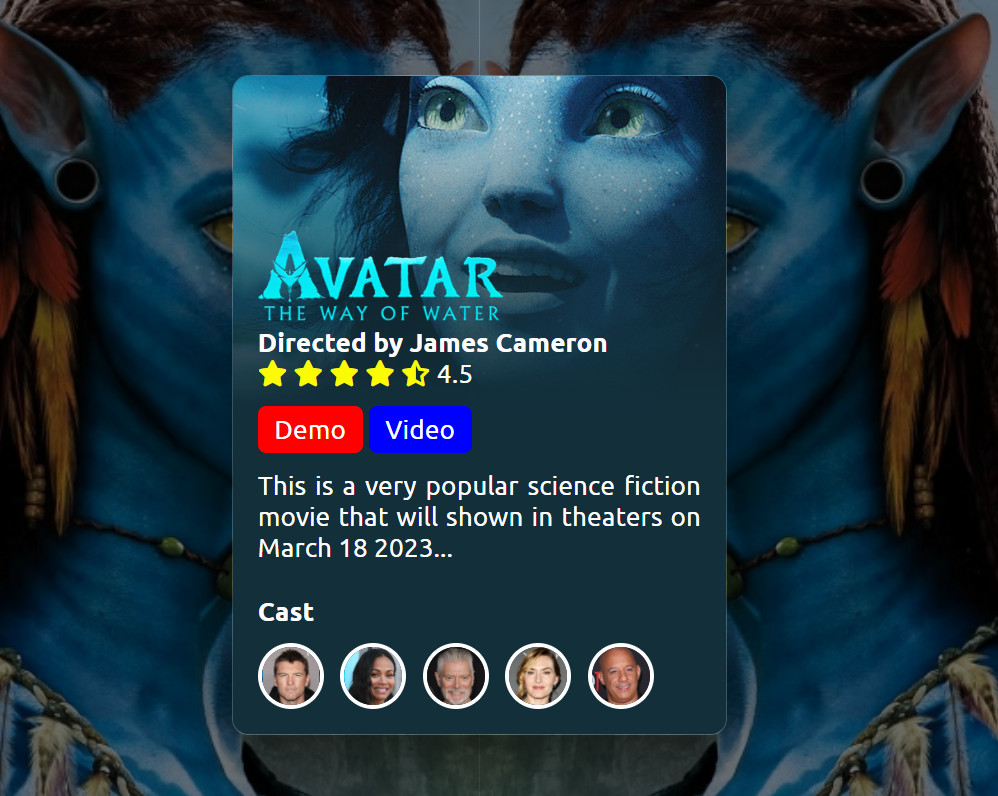 AVATAR
THE WAY OF WATER
Directed by James Cameron
4.5
Demo Video
This is a very popular science fiction
movie that will shown in theaters on
March 18 2023...
Cast